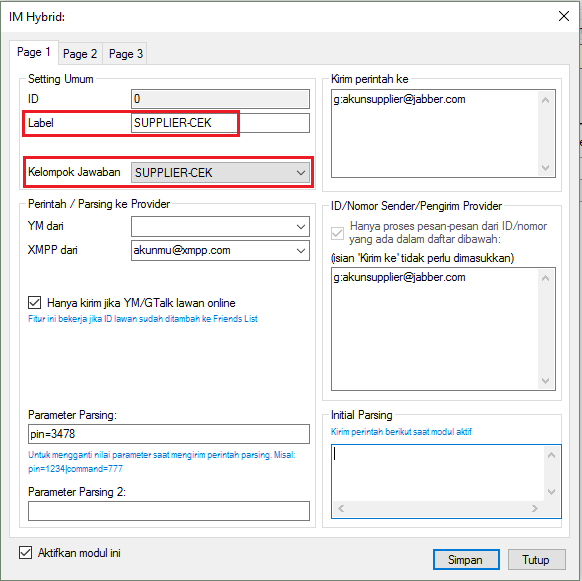 IM Hybrid:
Page 1
Page 2
Page 3
Setting Umum
ID
0
Label
SUPPLIER-CEK
Kelompok Jawaban
SUPPLIER-CEK
Perintah / Parsing ke Provider
YM dari
XMPP dari
akunmu@xmpp.com
Hanya kirim jika YM/GTalk lawan online
Fitur ini bekerja jika ID lawan sudah ditambah ke Friends List
Parameter Parsing:
pin=3478
Untuk mengganti nilai parameter saat mengirim perintah parsing. Misal:
pin=1234|command=777
Parameter Parsing 2:
Kirim perintah ke
g:akunsupplier@jabber.com
ID/Nomor Sender/Pengirim Provider
Hanya proses pesan-pesan dari ID/nomor
yang ada dalam daftar dibawah:
(isian 'Kirim ke' tidak perlu dimasukkan)
g:akunsupplier@jabber.com
Initial Parsing
Kirim perintah berikut saat modul aktif
Aktifkan modul ini
Simpan
Tutup